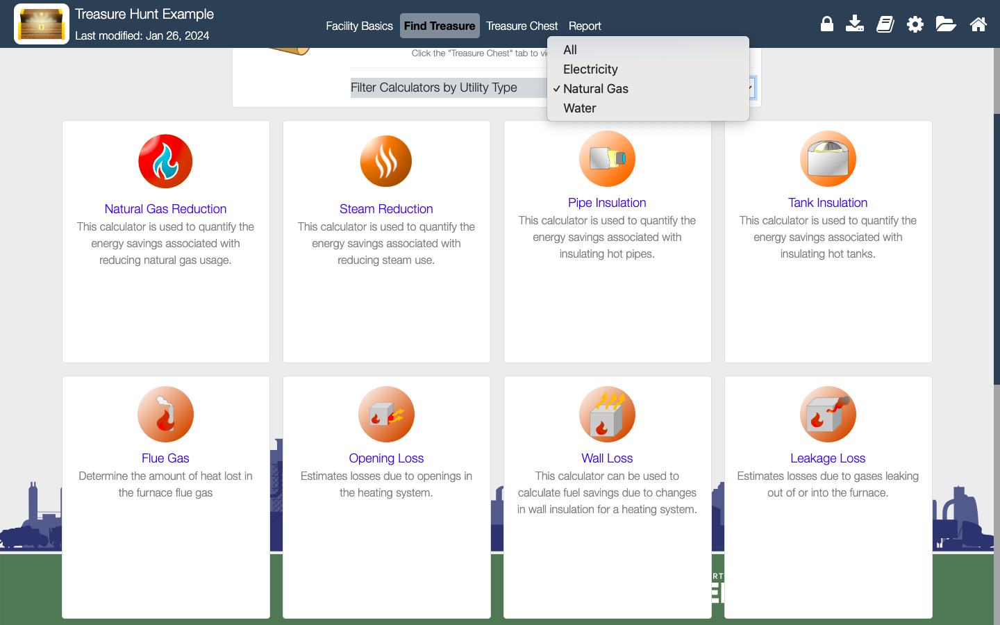 Treasure Hunt Example
Last modified: Jan 26, 2024
Facility Basics
Find Treasure
Treasure Chest
Report
Click the "Treasure Chest" tab to
Filter Calculators by Utility Type
All
Electricity
✓ Natural Gas
Water
Natural Gas Reduction
This calculator is used to quantify the
energy savings associated with
reducing natural gas usage.
Steam Reduction
This calculator is used to quantify the
energy savings associated with
reducing steam use.
Pipe Insulation
This calculator is used to quantify the
energy savings associated with
insulating hot pipes.
Tank Insulation
This calculator is used to quantify the
energy savings associated with
insulating hot tanks.
Flue Gas
Determine the amount of heat lost in
the furnace flue gas
Opening Loss
Estimates losses due to openings in
the heating system.
Wall Loss
This calculator can be used to
calculate fuel savings due to changes
in wall insulation for a heating system.
Leakage Loss
Estimates losses due to gases leaking
out of or into the furnace.